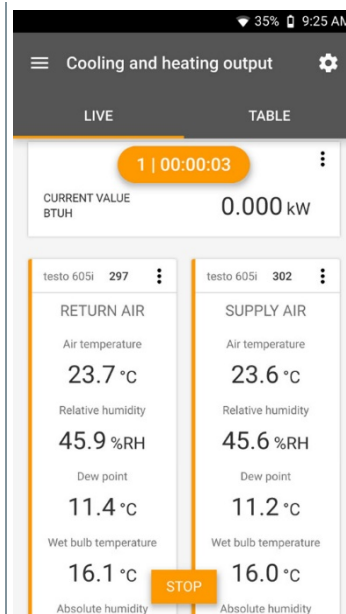 35% 9:25 AM
Cooling and heating output
LIVE TABLE
1 | 00:00:03
CURRENT VALUE
BTUH
0.000 kW
testo 605i 297
RETURN AIR
Air temperature
23.7 °C
Relative humidity
45.9 %RH
Dew point
11.4 °C
Wet bulb temperature
16.1 °C
Absolute humidity
testo 605i 302
SUPPLY AIR
Air temperature
23.6 °C
Relative humidity
45.6 %RH
Dew point
11.2 °C
Wet bulb temperature
16.0 °C
Absolute humidity
STOP